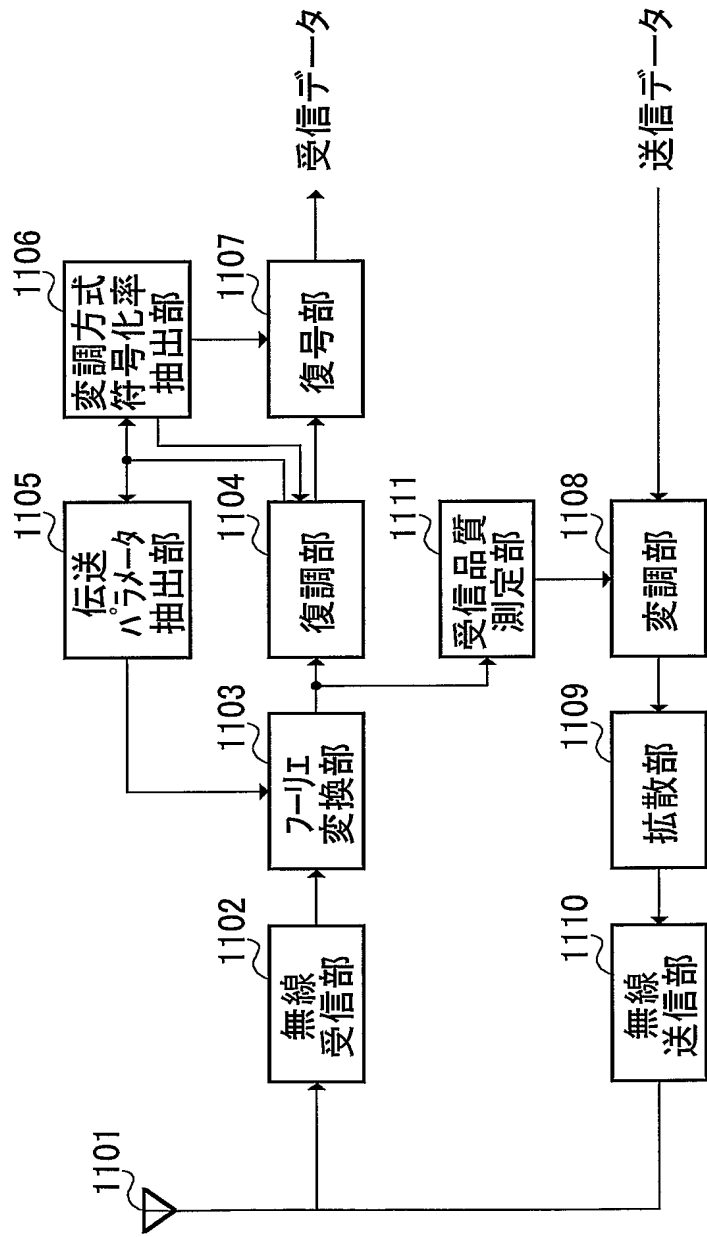 1101
1102
無線
受信部
1103
フーリエ
変換部
1105
伝送
パラメータ
抽出部
1104
復調部
1106
変調方式
符号化率
抽出部
1107
復号部
受信データ
1111
受信品質
測定部
1110
無線
送信部
1109
拡散部
1108
変調部
送信データ